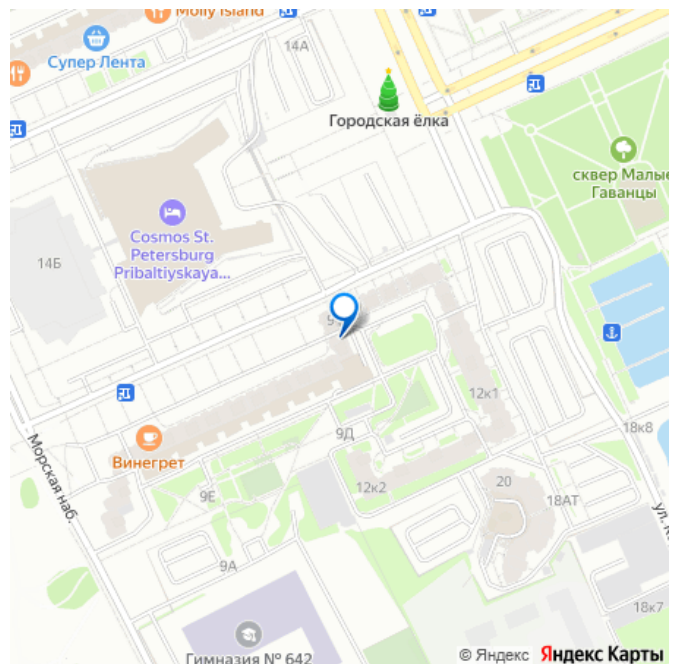 Molly Island
Супер Лента
14А
Городская ёлка
сквер Малые
Гаванцы
Cosmos St.
Petersburg
Pribaltiyskaya...
14Б
12к1
9Д
18к8
Морская наб.
Винегрет
9Е
12к2
20
18АТ
9А
18к7
Гимназия № 642
© Яндекс Яндекс Карты